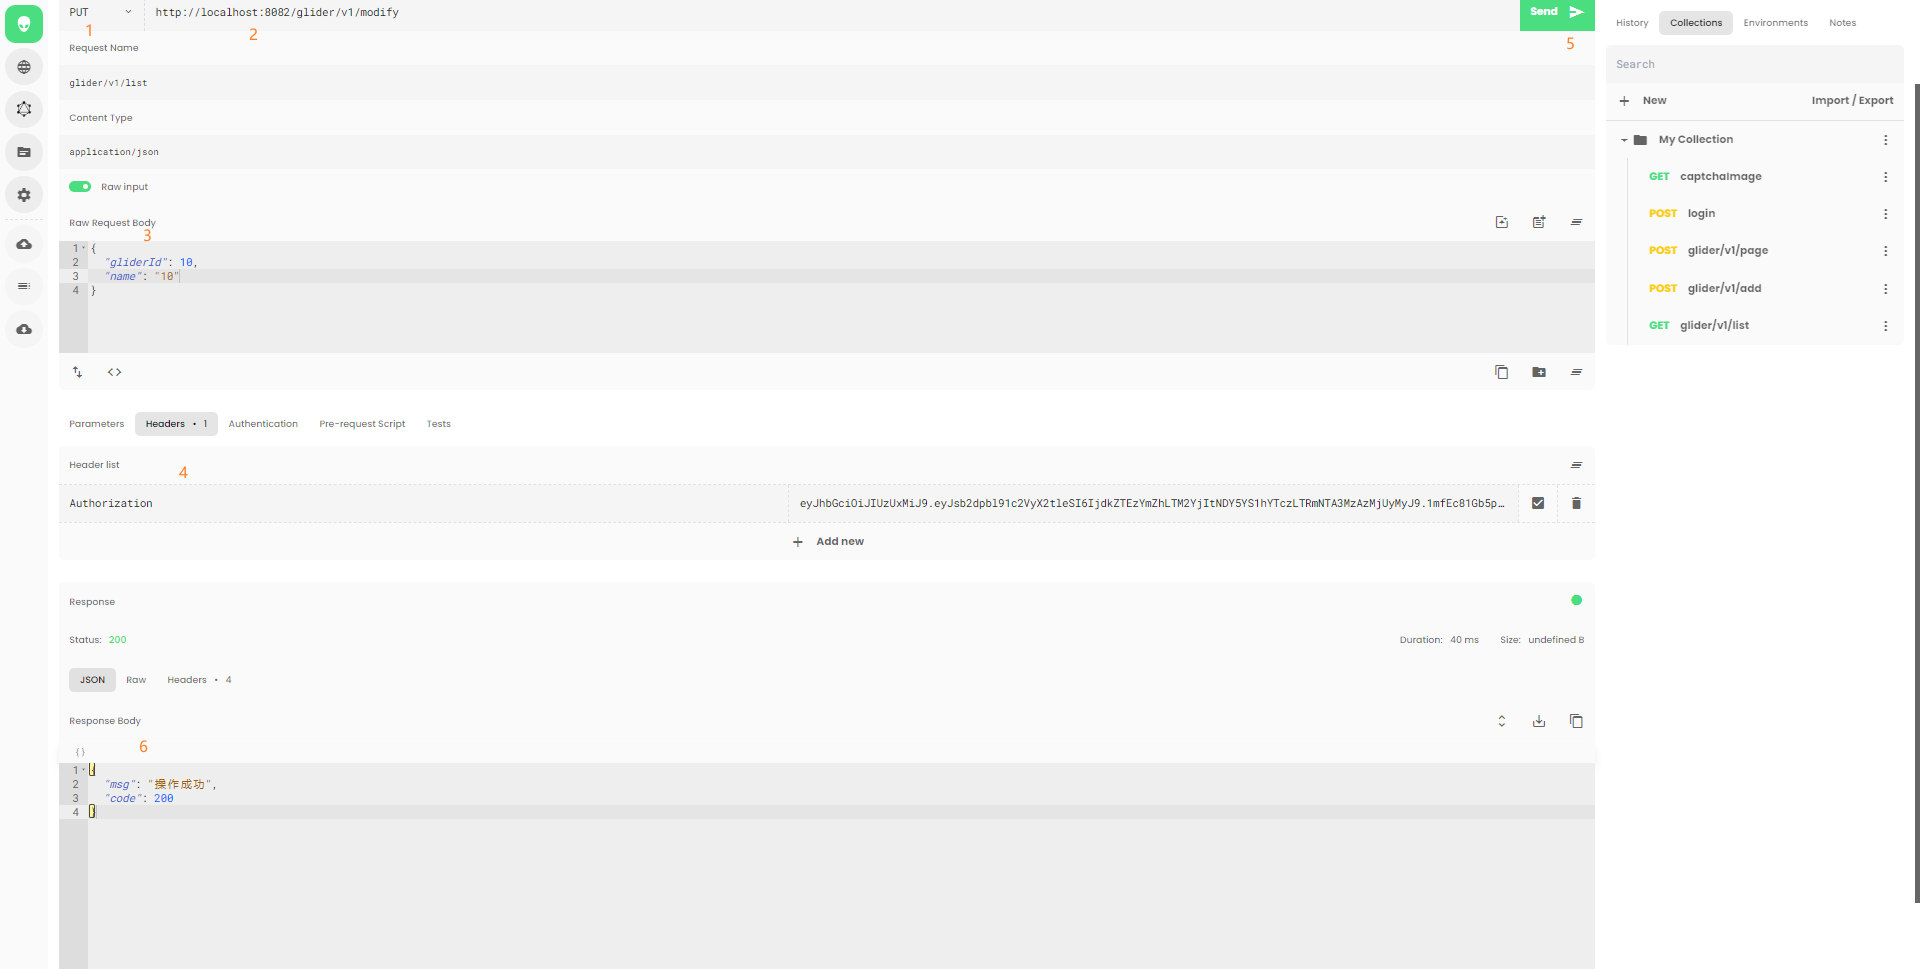 PUT http://localhost:8082/glider/v1/modify Send
1 2 5
Request Name
glider/v1/list
Content Type
application/json
Raw input
Raw Request Body
3
1 {
2 "gliderId": 10,
3 "name": "10"
4 }
Parameters Headers • 1 Authentication Pre-request Script Tests
Header list
4
Authorization eyJhbGciOiJIUzUxMiJ9.eyJsb2dpbl91c2VyX2tleSI6IjdkZTEzYmZhLTM2YjItNDY5YS1hYTczLTRmNTA3MzAzMjUyMyJ9.1mfEc81Gb5p…
Add new
Response
Status: 200 Duration: 40 ms Size: undefined B
JSON Raw Headers • 4
Response Body
6
{}
1 {
2 "msg": "操作成功",
3 "code": 200
4 }
History Collections Environments Notes
Search
New Import / Export
My Collection
GET captchaImage
POST login
POST glider/v1/page
POST glider/v1/add
GET glider/v1/list